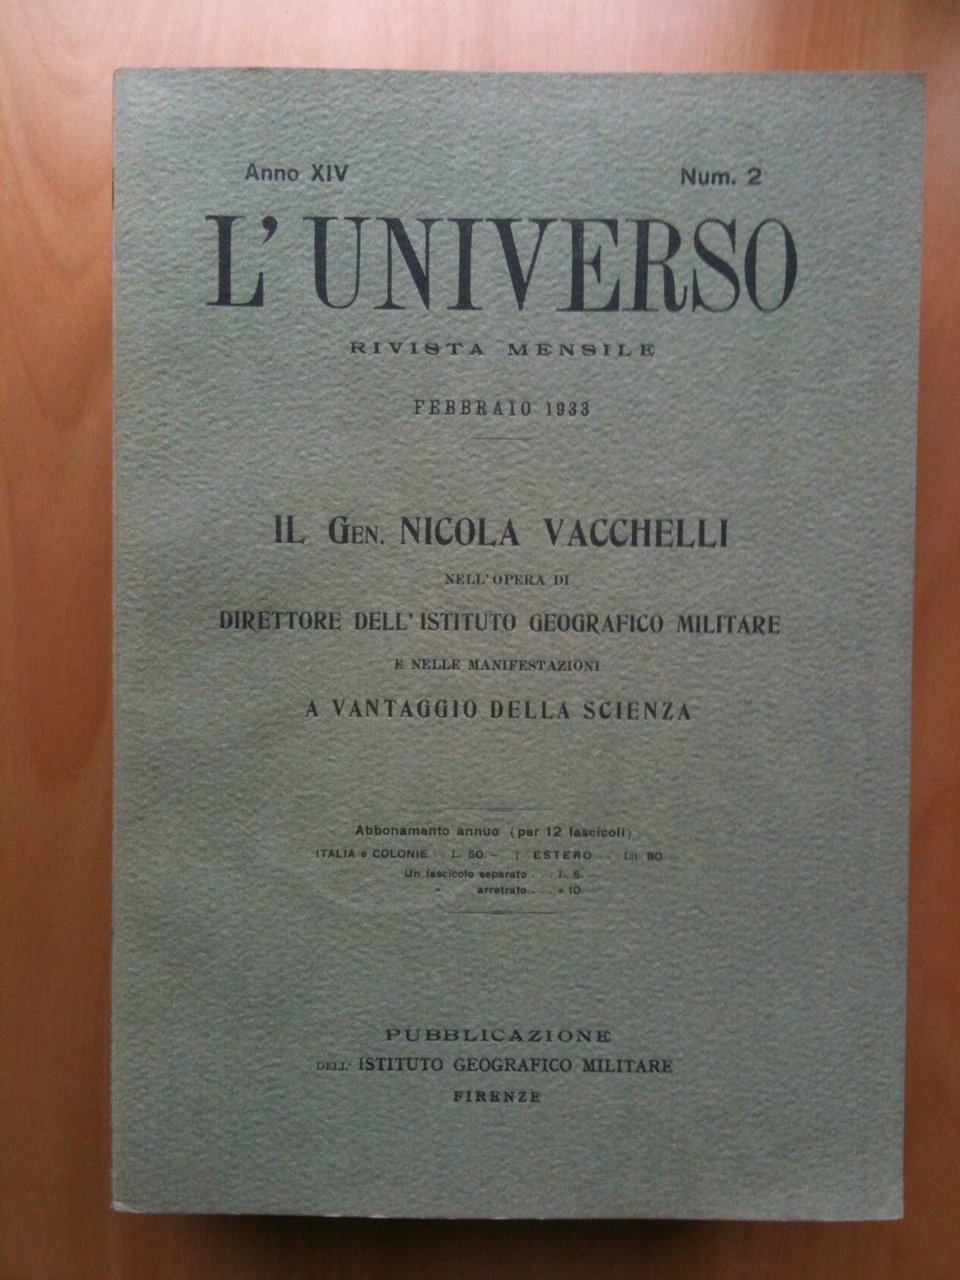 Anno XIV Num. 2
L'UNIVERSO
RIVISTA MENSILE
FEBBRAIO 1933
IL GEN. NICOLA VACCHELLI
NELL'OPERA DI
DIRETTORE DELL'ISTITUTO GEOGRAFICO MILITARE
E NELLE MANIFESTAZIONI
A VANTAGGIO DELLA SCIENZA
Abbonamento annuo (per 12 fascicoli)
ITALIA e COLONIE . . L. 50.— | ESTERO . . Lit. 80.—
Un fascicolo separato . . . L. 5.—
" arretrato . . . » 10.—
PUBBLICAZIONE
DELL'ISTITUTO GEOGRAFICO MILITARE
FIRENZE